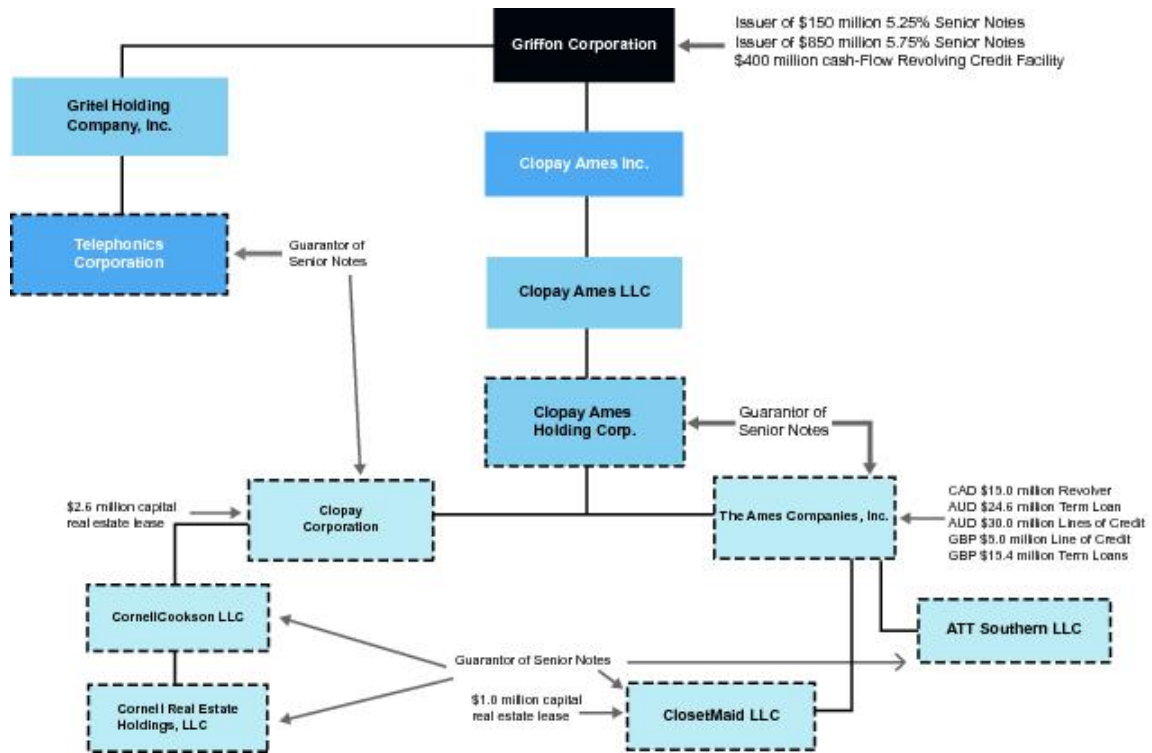 Griffon Corporation
Issuer of $150 million 5.25% Senior Notes
Issuer of $850 million 5.75% Senior Notes
$400 million cash-Flow Revolving Credit Facility
Gritel Holding
Company, Inc.
Clopay Ames Inc.
Telephonics
Corporation
Guarantor of
Senior Notes
Clopay Ames LLC
Clopay Ames
Holding Corp.
Guarantor of
Senior Notes
$2.6 million capital
real estate lease
Clopay
Corporation
The Ames Companies, Inc.
CAD $15.0 million Revolver
AUD $24.6 million Term Loan
AUD $30.0 million Lines of Credit
GBP $5.0 million Line of Credit
GBP $15.4 million Term Loans
CornellCookson LLC
ATT Southern LLC
Guarantor of Senior Notes
Cornell Real Estate
Holdings, LLC
$1.0 million capital
real estate lease
ClosetMaid LLC